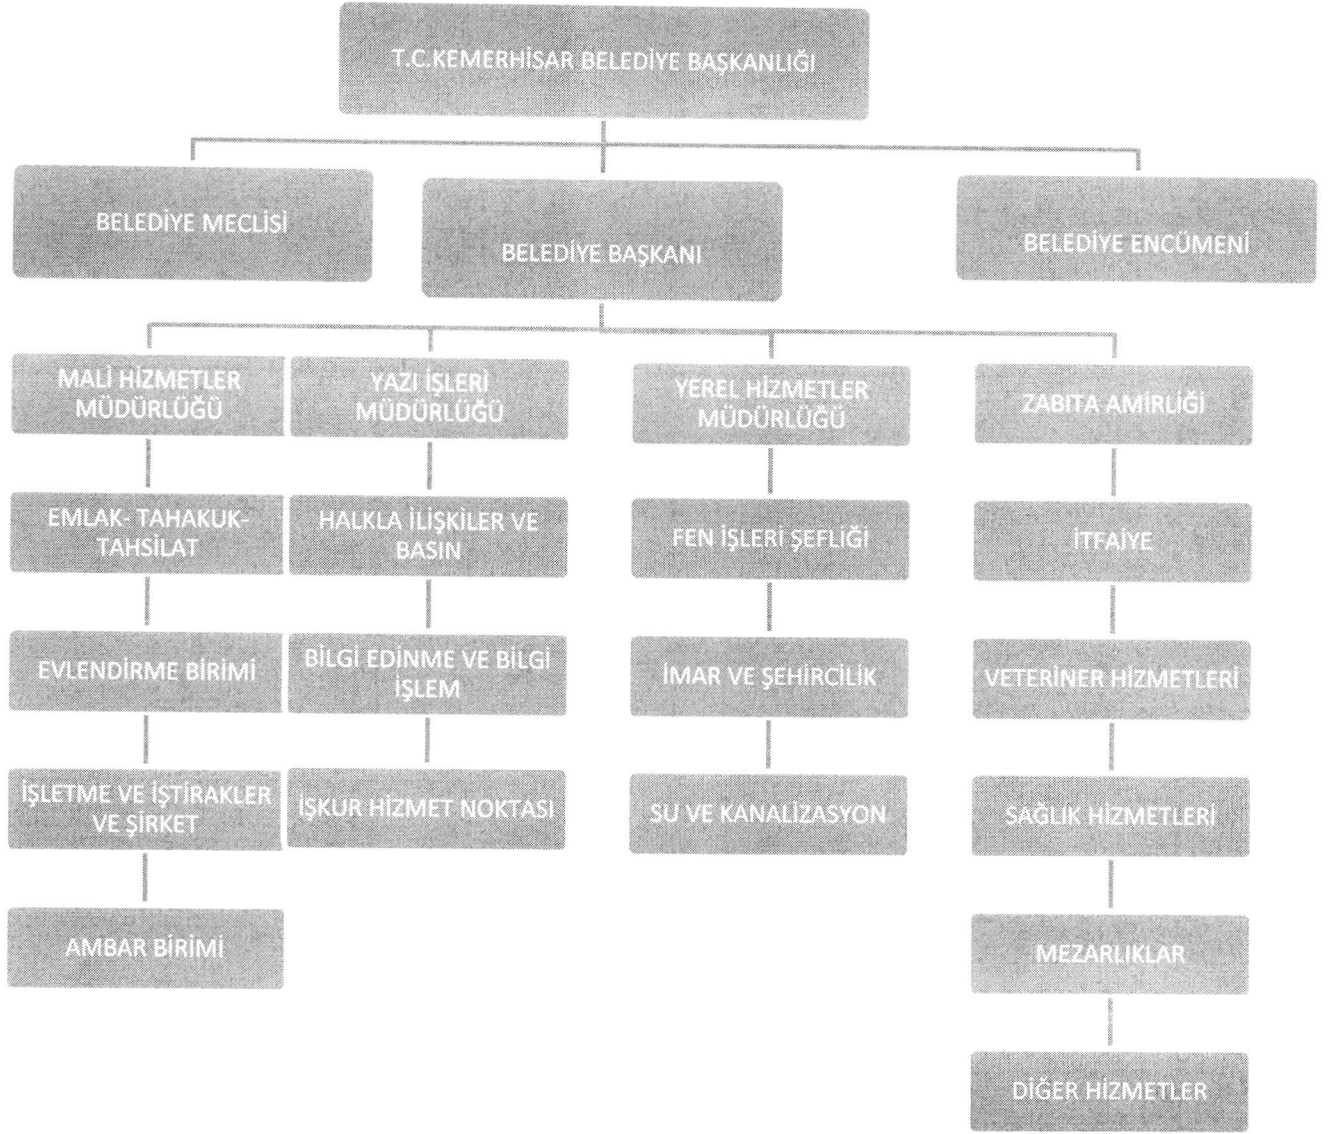 T.C.KEMERHİSAR BELEDİYE BAŞKANLIĞI
BELEDİYE MECLİSİ
BELEDİYE BAŞKANI
BELEDİYE ENCÜMENİ
MALİ HİZMETLER
MÜDÜRLÜĞÜ
YAZI İŞLERİ
MÜDÜRLÜĞÜ
YEREL HİZMETLER
MÜDÜRLÜĞÜ
ZABITA AMİRLİĞİ
EMLAK- TAHAKUK-
TAHSİLAT
HALKLA İLİŞKİLER VE
BASIN
FEN İŞLERİ ŞEFLİĞİ
İTFAİYE
EVLENDİRME BİRİMİ
BİLGİ EDİNME VE BİLGİ
İŞLEM
İMAR VE ŞEHİRCİLİK
VETERİNER HİZMETLERİ
İŞLETME VE İŞTİRAKLER
VE ŞİRKET
İŞKUR HİZMET NOKTASI
SU VE KANALİZASYON
SAĞLIK HİZMETLERİ
AMBAR BİRİMİ
MEZARLIKLAR
DİĞER HİZMETLER